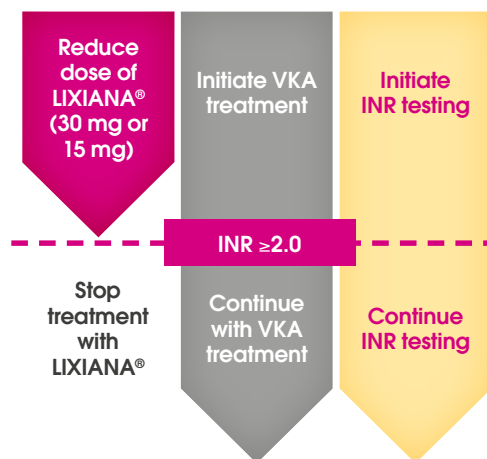 Reduce
dose of
LIXIANA®
(30 mg or
15 mg)
Initiate VKA
treatment
Initiate
INR testing
INR ≥2.0
Stop
treatment
with
LIXIANA®
Continue
with VKA
treatment
Continue
INR testing